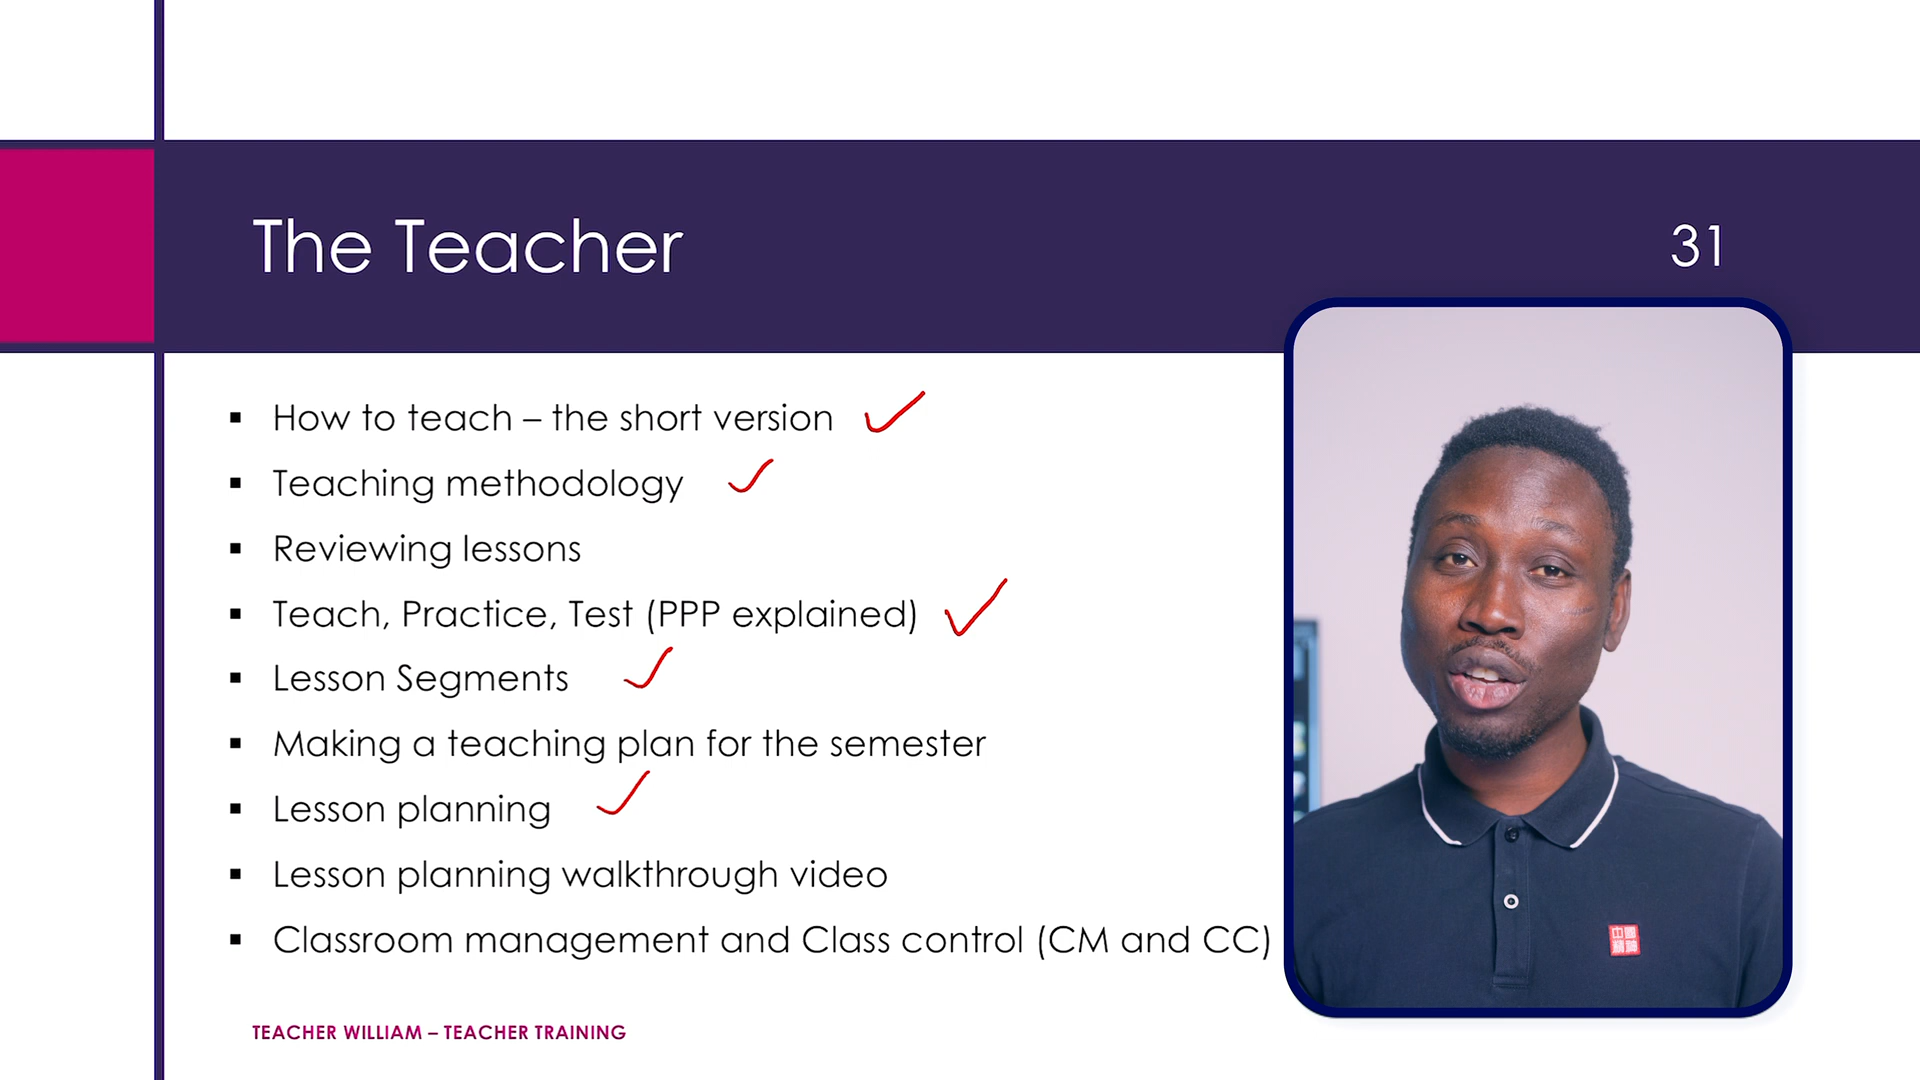 The Teacher
31
How to teach – the short version
Teaching methodology
Reviewing lessons
Teach, Practice, Test (PPP explained)
Lesson Segments
Making a teaching plan for the semester
Lesson planning
Lesson planning walkthrough video
Classroom management and Class control (CM and CC)
TEACHER WILLIAM – TEACHER TRAINING